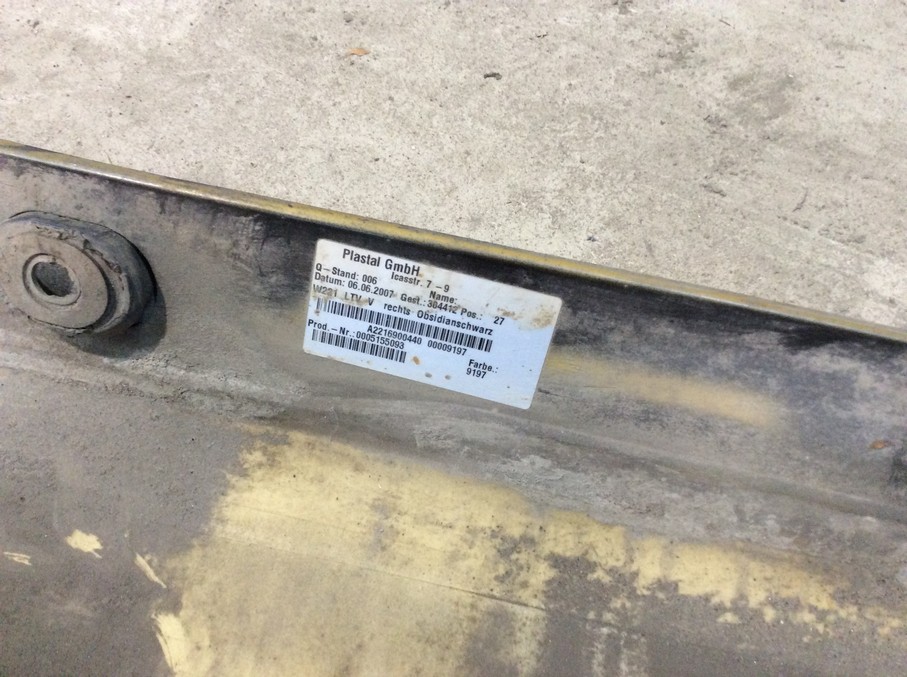 Plastal GmbH
Icasstr. 7-9
Q-Stand: 006 Name:
Datum: 06.06.2007 Gest.: 304412 Pos.: 27
W221 LTV V rechts Obsidianschwarz
A2216900440 00009197
Prod.-Nr.:0005155093 Farbe.:
9197